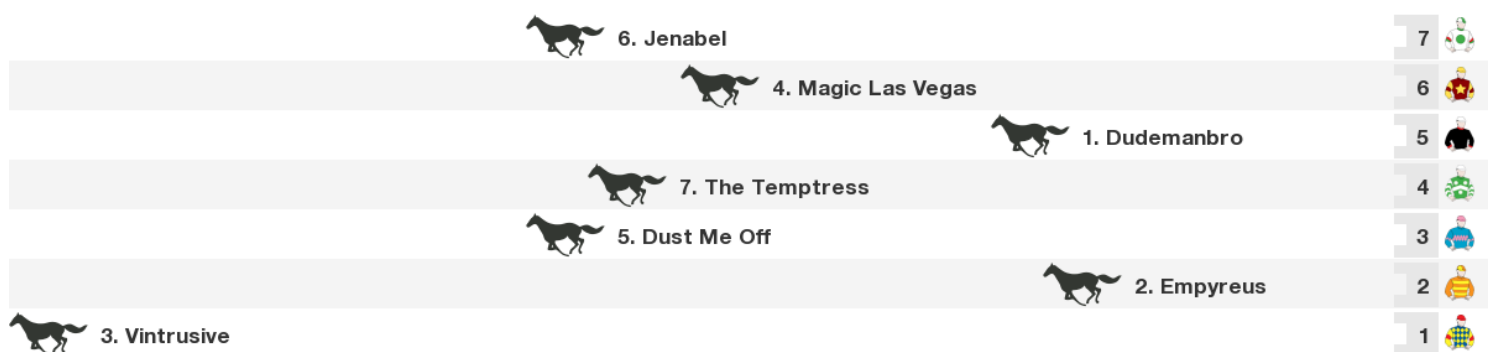 6. Jenabel 7
4. Magic Las Vegas 6
1. Dudemanbro 5
7. The Temptress 4
5. Dust Me Off 3
2. Empyreus 2
3. Vintrusive 1